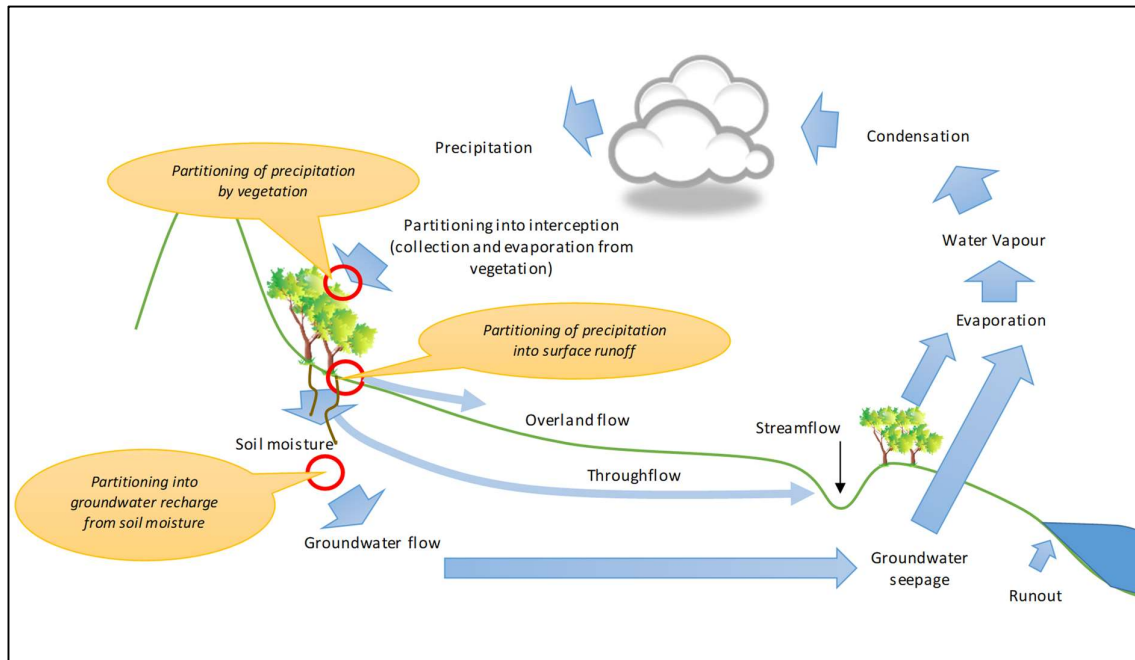 Precipitation
Condensation
Partitioning of precipitation
by vegetation
Partitioning into interception
(collection and evaporation from
vegetation)
Water Vapour
Evaporation
Partitioning of precipitation
into surface runoff
Overland flow
Streamflow
Soil moisture
Throughflow
Partitioning into
groundwater recharge
from soil moisture
Groundwater flow
Groundwater
seepage
Runout